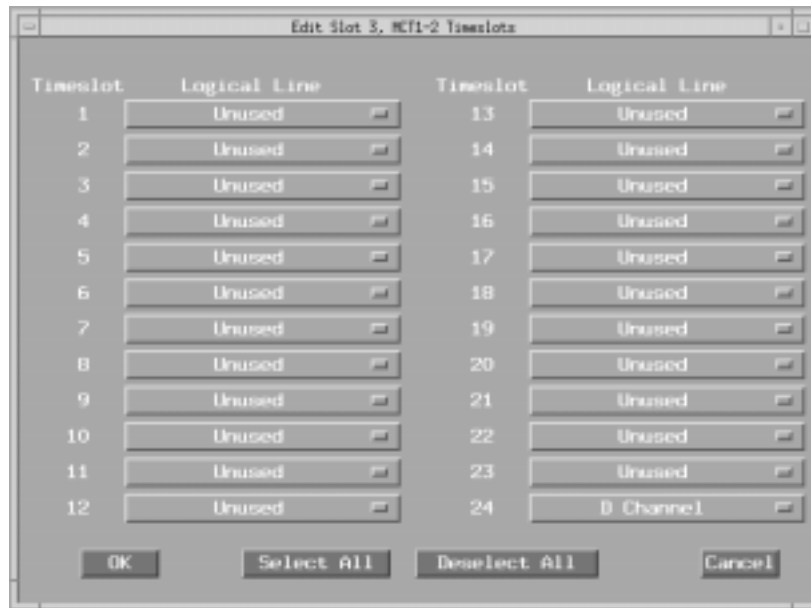 Edit Slot 3, MCT1-2 Timeslots
Timeslot Logical Line Timeslot Logical Line
1 Unused 13 Unused
2 Unused 14 Unused
3 Unused 15 Unused
4 Unused 16 Unused
5 Unused 17 Unused
6 Unused 18 Unused
7 Unused 19 Unused
8 Unused 20 Unused
9 Unused 21 Unused
10 Unused 22 Unused
11 Unused 23 Unused
12 Unused 24 D Channel
OK Select All Deselect All Cancel